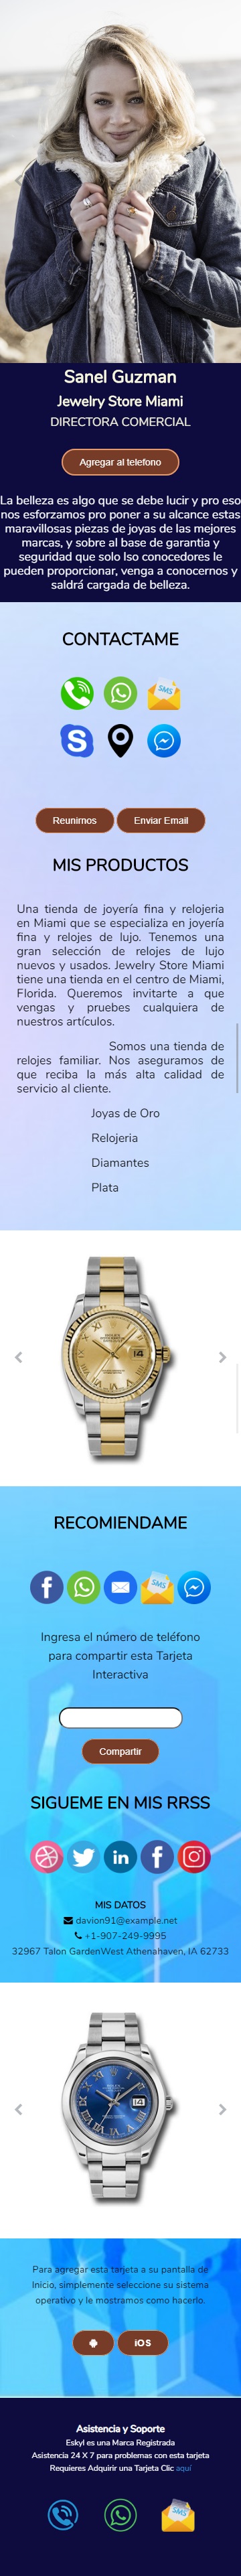 Sanel Guzman
Jewelry Store Miami
DIRECTORA COMERCIAL
Agregar al telefono
La belleza es algo que se debe lucir y pro eso
nos esforzamos pro poner a su alcance estas
maravillosas piezas de joyas de las mejores
marcas, y sobre al base de garantia y
seguridad que solo lso conocedores le
pueden proporcionar, venga a conocernos y
saldrá cargada de belleza.
CONTACTAME
SMS
S
Reunirnos
Enviar Email
MIS PRODUCTOS
Una tienda de joyería fina y relojeria
en Miami que se especializa en joyería
fina y relojes de lujo. Tenemos una
gran selección de relojes de lujo
nuevos y usados. Jewelry Store Miami
tiene una tienda en el centro de Miami,
Florida. Queremos invitarte a que
vengas y pruebes cualquiera de
nuestros artículos.
Somos una tienda de
relojes familiar. Nos aseguramos de
que reciba la más alta calidad de
servicio al cliente.
Joyas de Oro
Relojeria
Diamantes
Plata
14
RECOMIENDAME
f
SMS
Ingresa el número de teléfono
para compartir esta Tarjeta
Interactiva
Compartir
SIGUEME EN MIS RRSS
in
f
MIS DATOS
davion91@example.net
+1-907-249-9995
32967 Talon GardenWest Athenahaven, IA 62733
14
Para agregar esta tarjeta a su pantalla de
Inicio, simplemente seleccione su sistema
operativo y le mostramos como hacerlo.
iOS
Asistencia y Soporte
Eskyl es una Marca Registrada
Asistencia 24 X 7 para problemas con esta tarjeta
Requieres Adquirir una Tarjeta Clic aquí
SMS